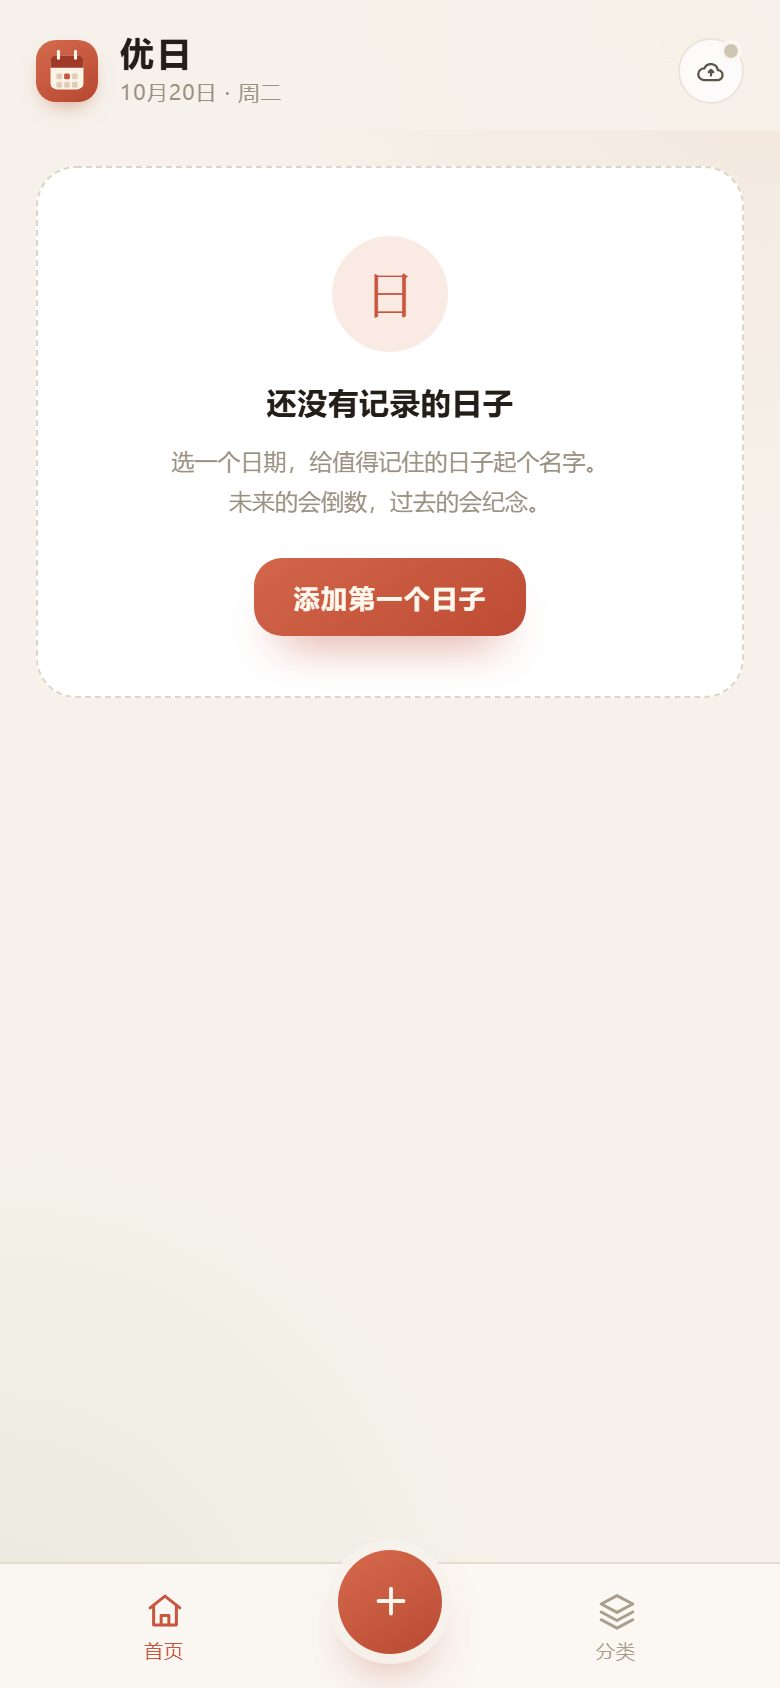 优日
10月20日 · 周二
日
还没有记录的日子
选一个日期，给值得记住的日子起个名字。
未来的会倒数，过去的会纪念。
添加第一个日子
首页
分类